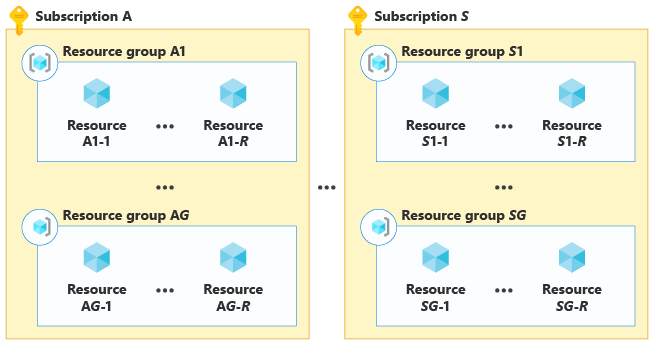 Subscription A
Subscription S
Resource group A1
Resource group S1
Resource
A1-1
...
Resource
A1-R
Resource
S1-1
...
Resource
S1-R
...
...
...
Resource group AG
Resource group SG
Resource
AG-1
...
Resource
AG-R
Resource
SG-1
...
Resource
SG-R